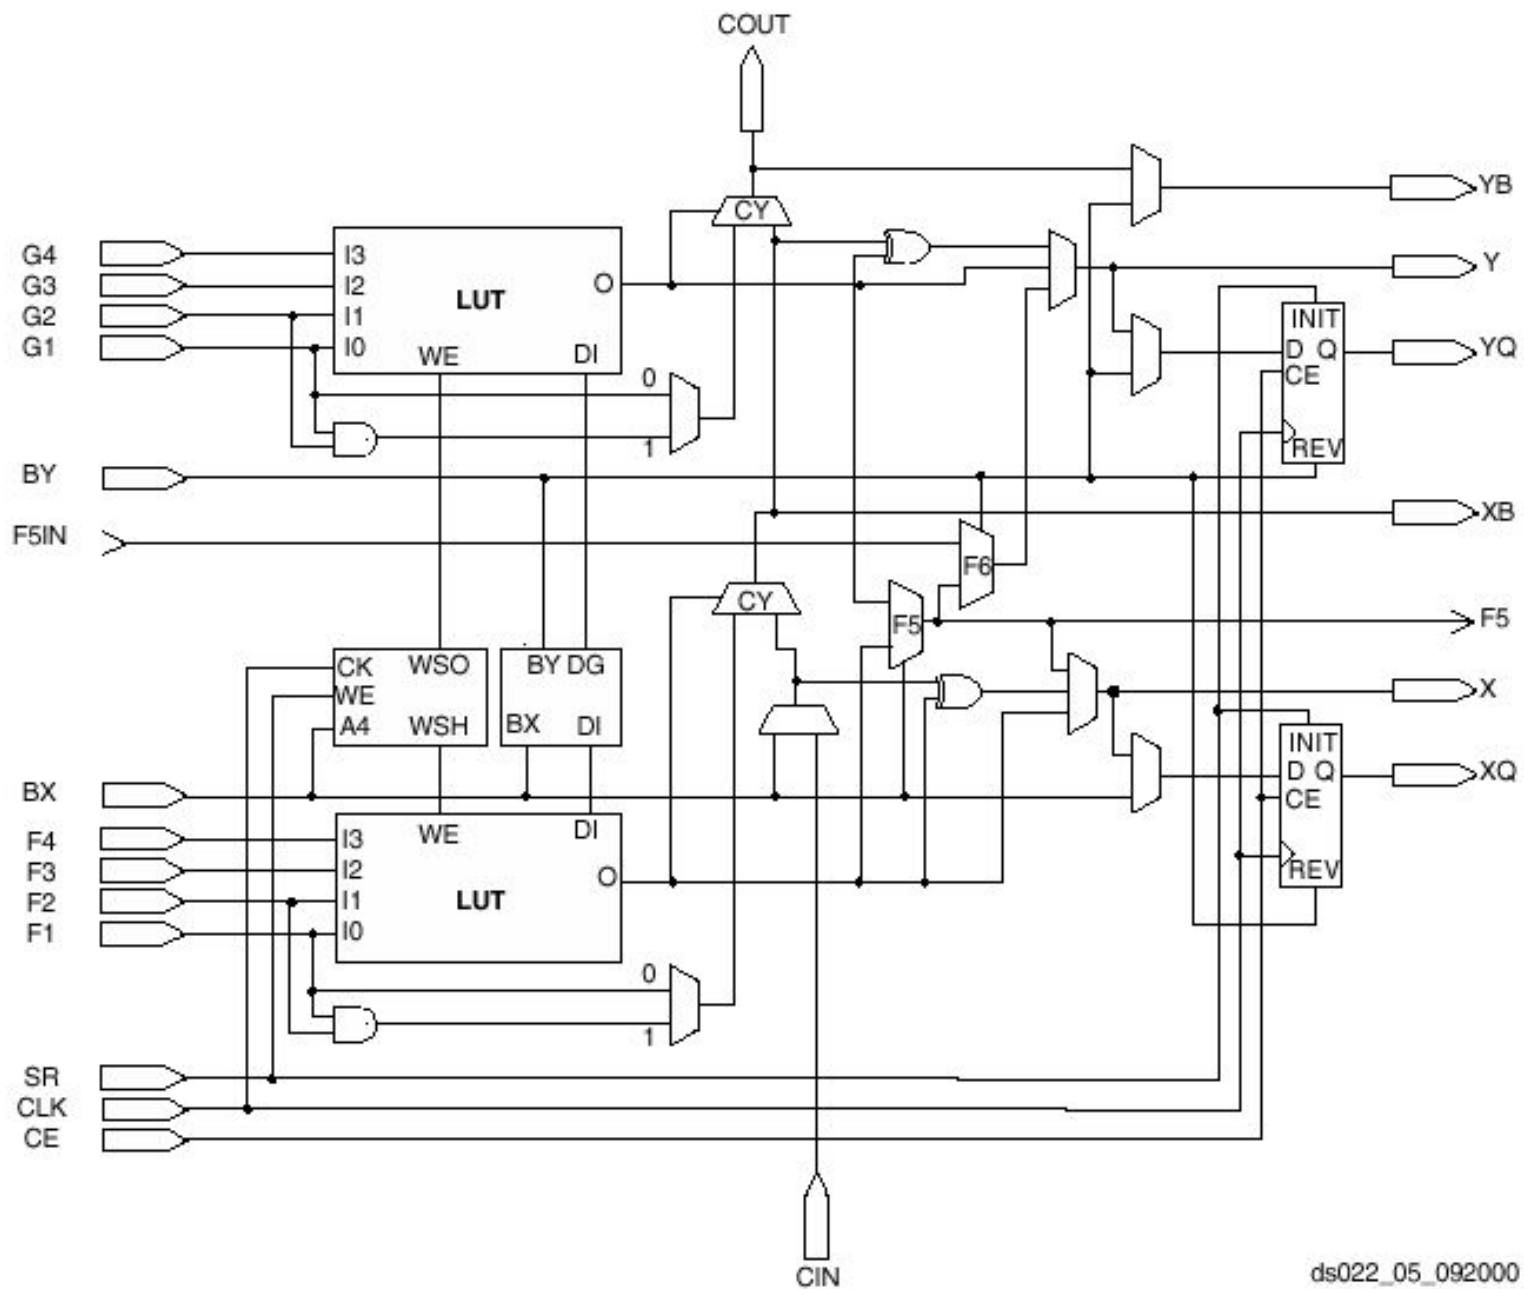 COUT
CY
YB
G4 I3
G3 I2 LUT O
G2 I1
G1 I0
WE DI
Y
INIT
D Q YQ
CE
REV
0
1
BY
F5IN
XB
F6
CY
F5
F5
CK WSO BY DG
WE
A4 WSH BX DI
X
INIT
D Q XQ
CE
REV
BX
F4 I3 WE DI
F3 I2 O
F2 I1 LUT
F1 I0
0
1
SR
CLK
CE
CIN
ds022_05_092000